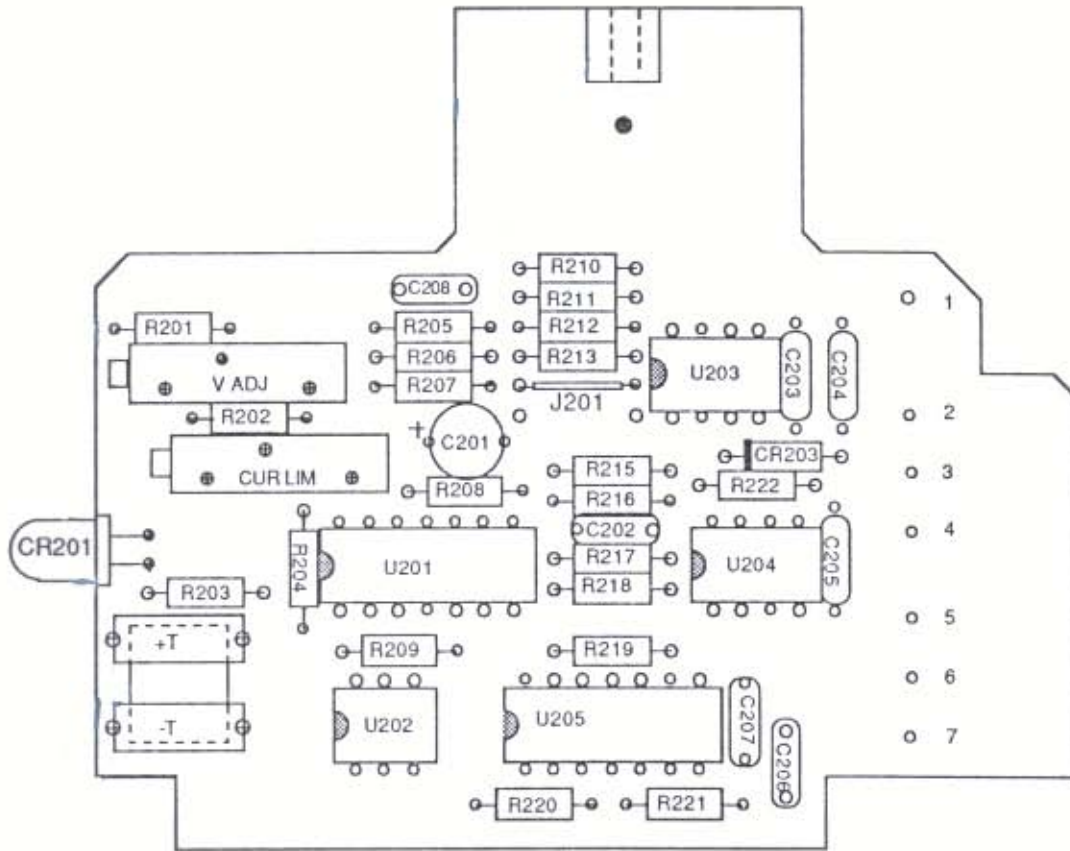 R210
C208
R211
1
R201
R205
R212
R206
R213
U203
C203
C204
V ADJ
R207
J201
R202
+
C201
2
CR203
CUR LIM
R215
3
R208
R216
R222
C202
4
CR201
R204
U201
R217
U204
C205
R203
R218
5
+T
R209
R219
6
-T
U202
U205
C207
7
C206
R220
R221